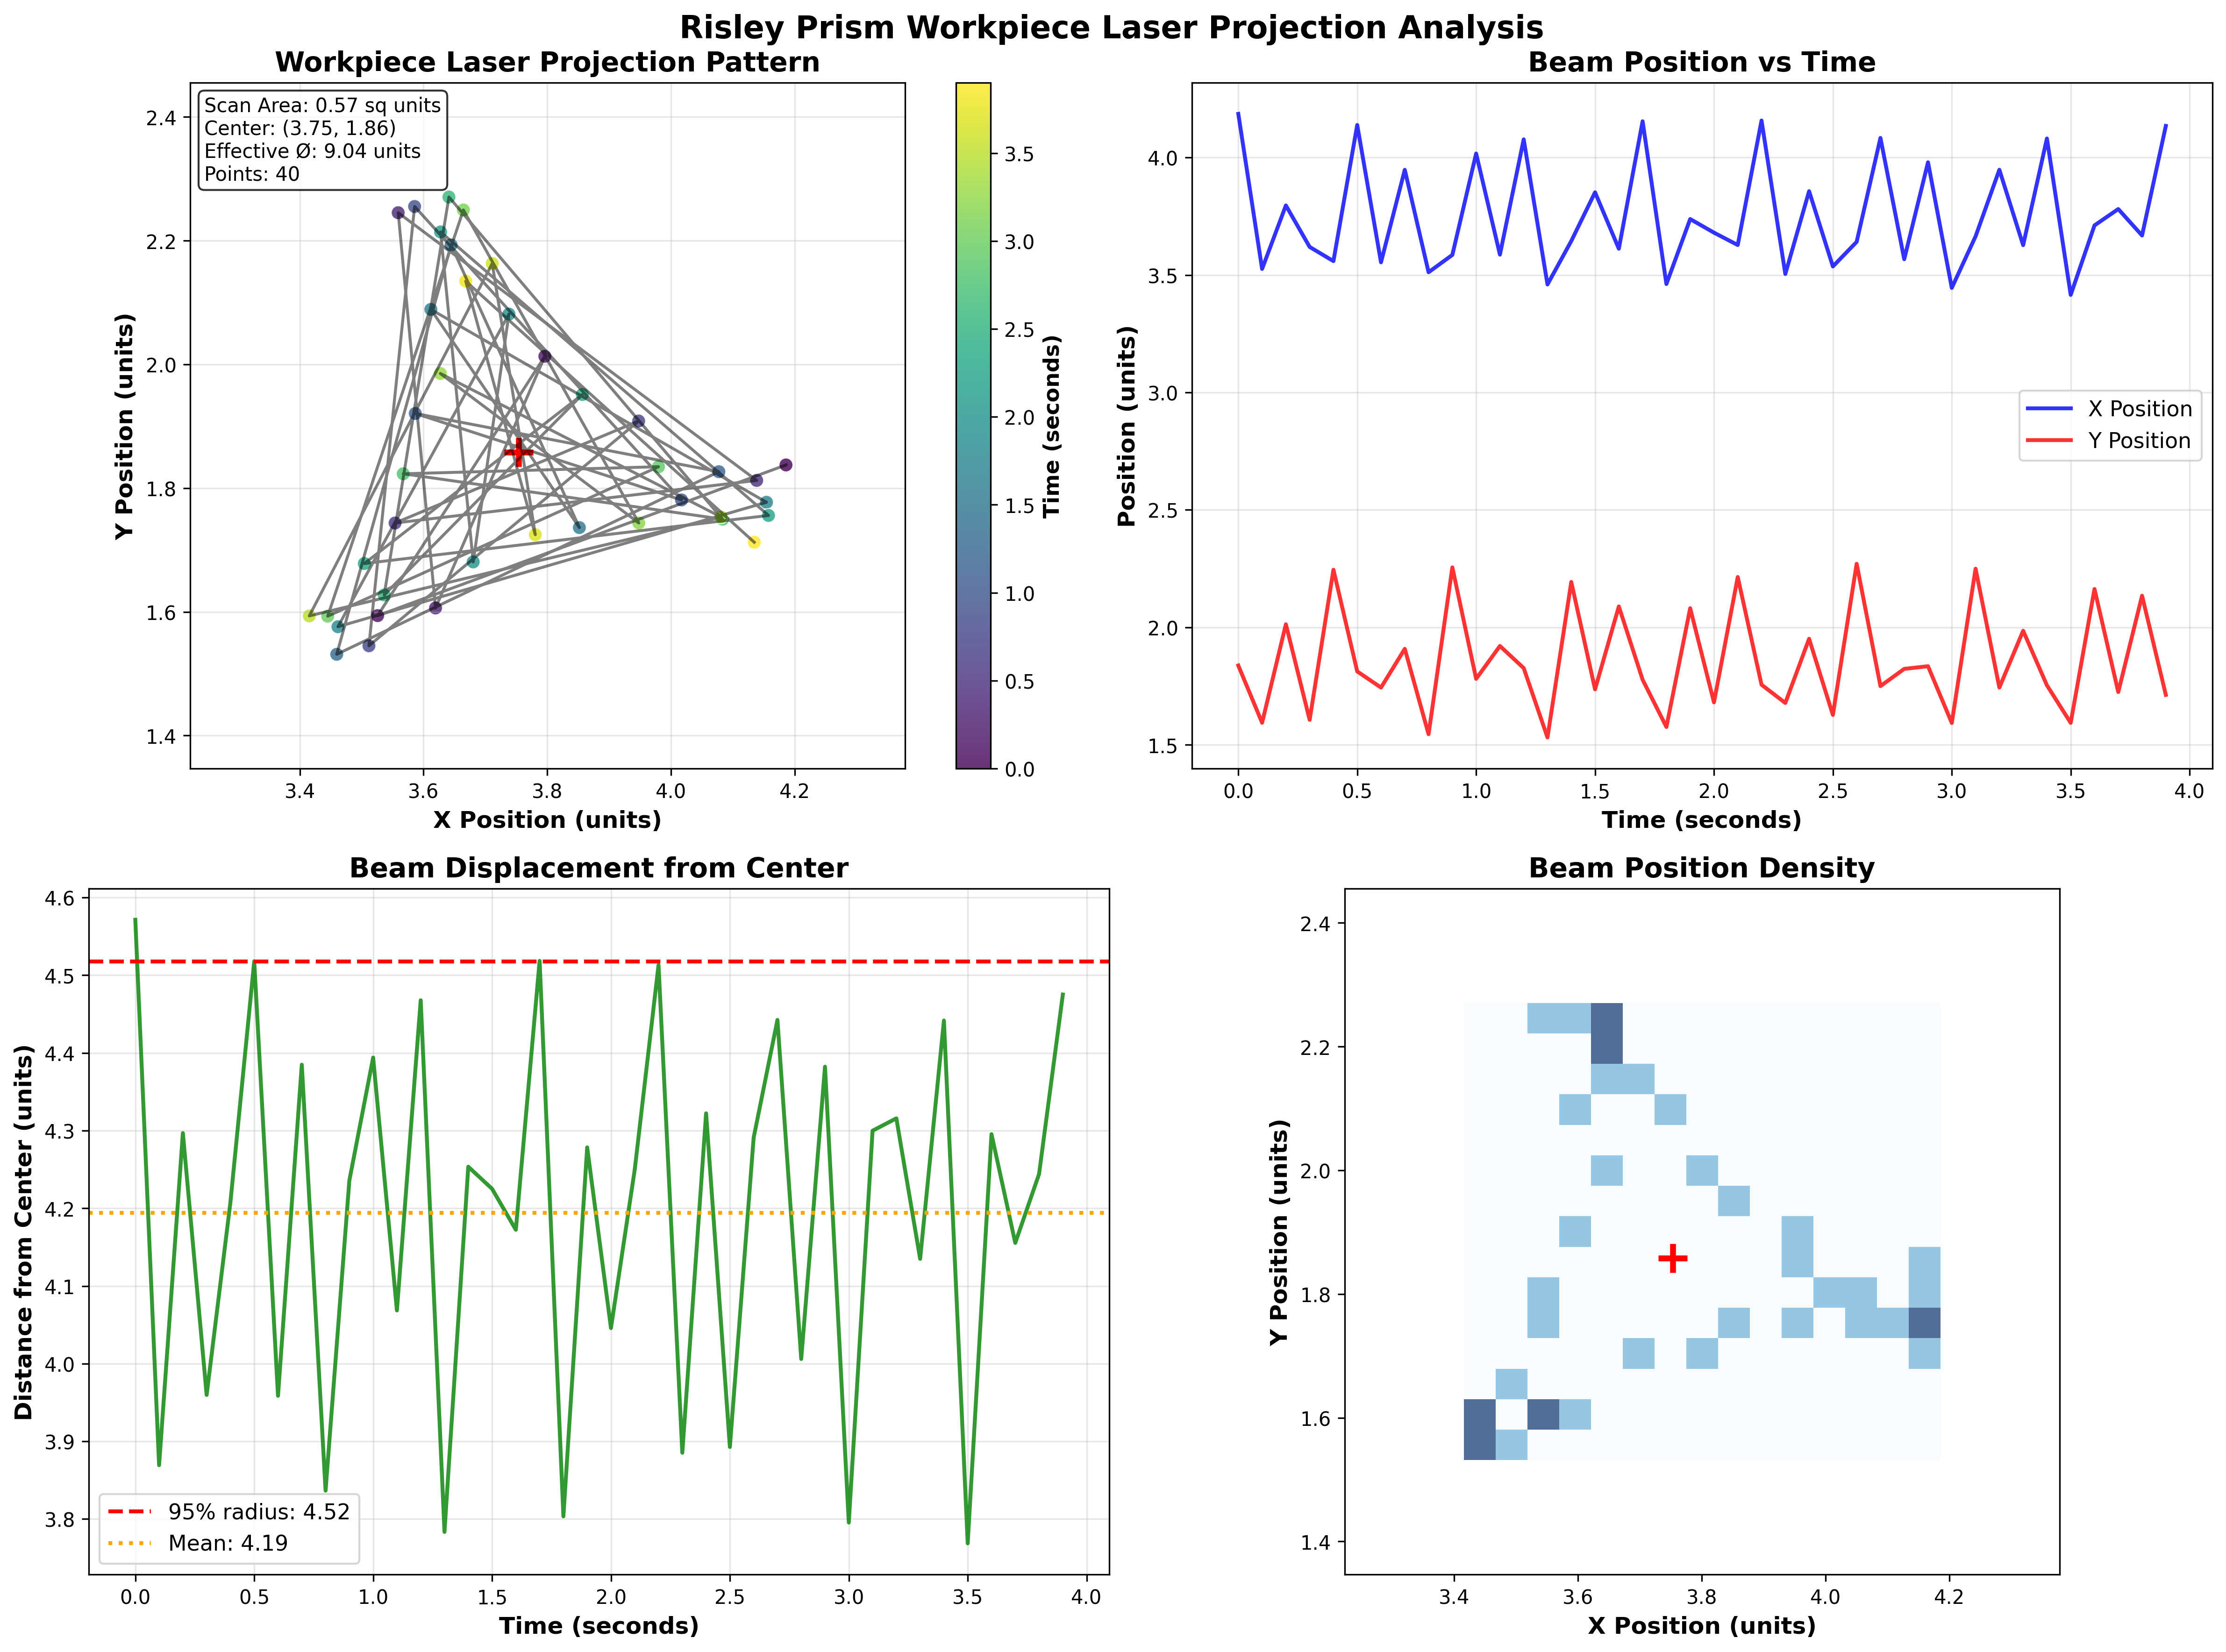 Risley Prism Workpiece Laser Projection Analysis
Workpiece Laser Projection Pattern
Scan Area: 0.57 sq units
Center: (3.75, 1.86)
Effective Ø: 9.04 units
Points: 40
2.4
2.2
2.0
1.8
1.6
1.4
Y Position (units)
3.4 3.6 3.8 4.0 4.2
X Position (units)
3.5
3.0
2.5
2.0
1.5
1.0
0.5
0.0
Time (seconds)
Beam Position vs Time
4.0
3.5
3.0
2.5
2.0
1.5
Position (units)
X Position
Y Position
0.0 0.5 1.0 1.5 2.0 2.5 3.0 3.5 4.0
Time (seconds)
Beam Displacement from Center
4.6
4.5
4.4
4.3
4.2
4.1
4.0
3.9
3.8
Distance from Center (units)
95% radius: 4.52
Mean: 4.19
0.0 0.5 1.0 1.5 2.0 2.5 3.0 3.5 4.0
Time (seconds)
Beam Position Density
2.4
2.2
2.0
1.8
1.6
1.4
Y Position (units)
3.4 3.6 3.8 4.0 4.2
X Position (units)